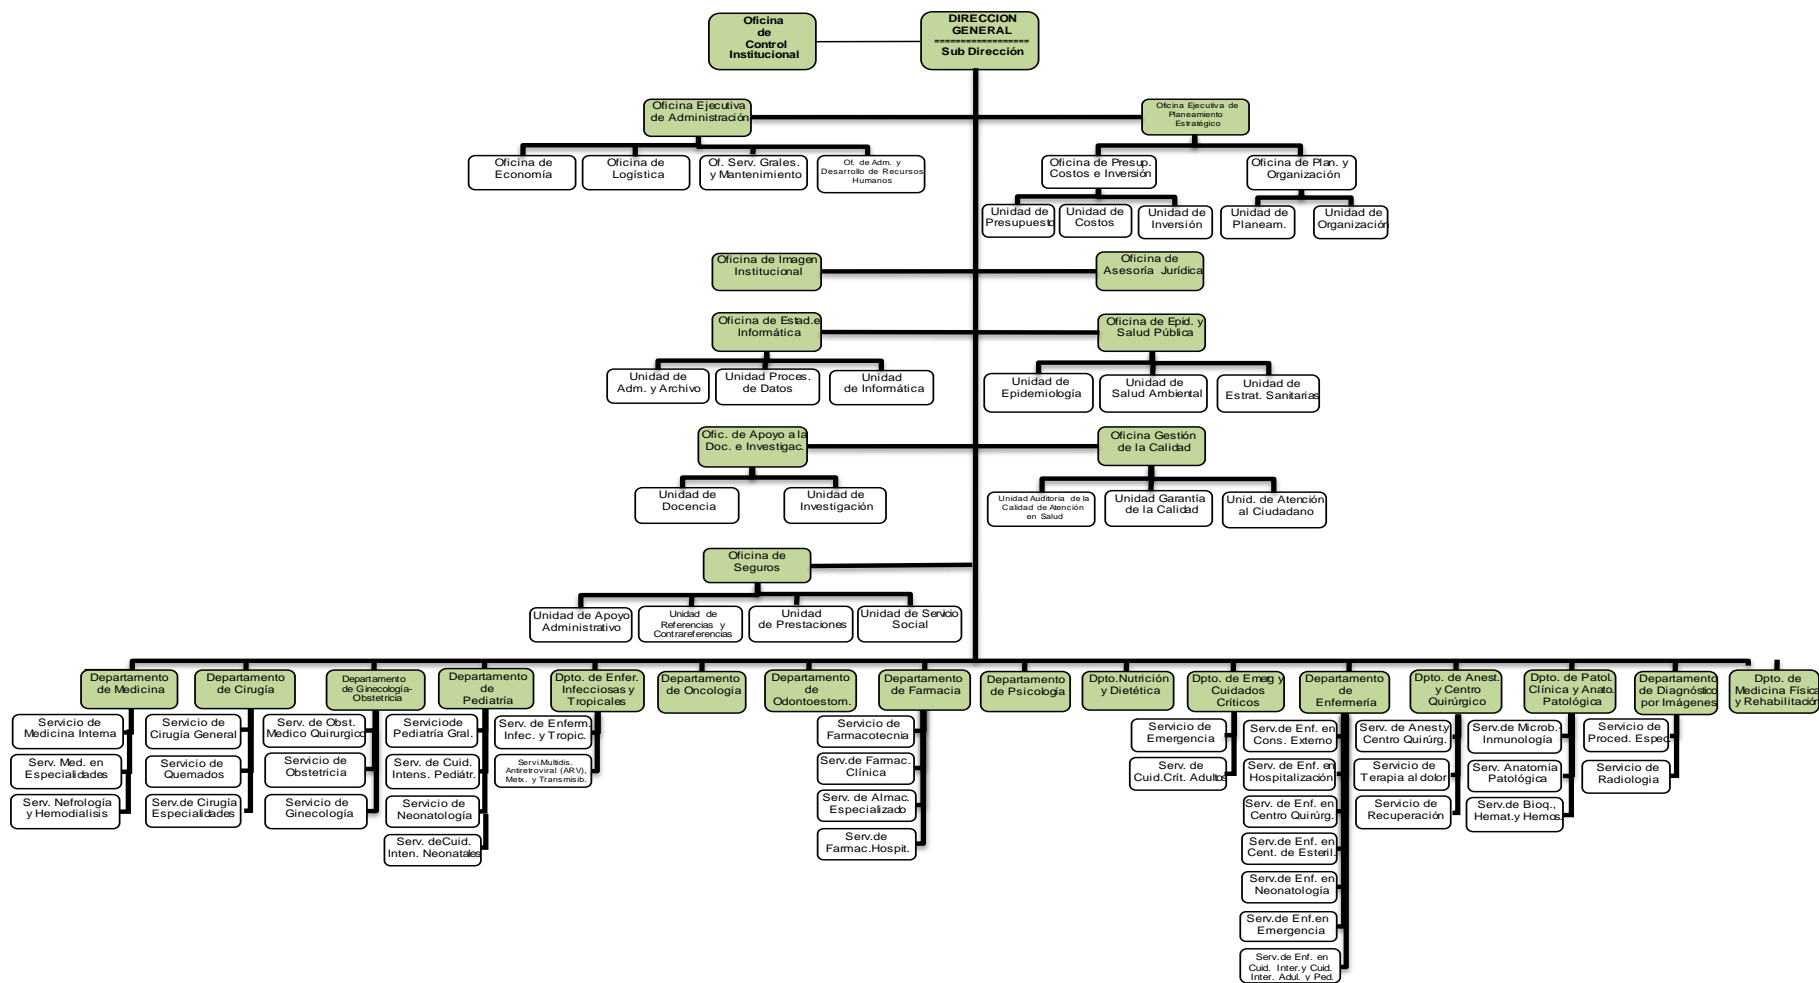 Oficina
de
Control
Institucional
DIRECCION
GENERAL
==================
Sub Dirección
Oficina Ejecutiva
de Administración
Oficina Ejecutiva de
Planeamiento
Estratégico
Oficina de
Economía
Oficina de
Logística
Of. Serv. Grales.
y Mantenimiento
Of. de Adm. y
Desarrollo de Recursos
Humanos
Oficina de Presup.
Costos e Inversión
Oficina de Plan. y
Organización
Unidad de
Presupuesto
Unidad de
Costos
Unidad de
Inversión
Unidad de
Planeam.
Unidad de
Organización
Oficina de Imagen
Institucional
Oficina de
Asesoría Jurídica
Oficina de Estad.e
Informática
Oficina de Epid. y
Salud Pública
Unidad de
Adm. y Archivo
Unidad Proces.
de Datos
Unidad
de Informática
Unidad de
Epidemiología
Unidad de
Salud Ambiental
Unidad de
Estrat. Sanitarias
Ofic. de Apoyo a la
Doc. e Investigac.
Oficina Gestión
de la Calidad
Unidad de
Docencia
Unidad de
Investigación
Unidad Auditoria de la
Calidad de Atención
en Salud
Unidad Garantía
de la Calidad
Unid. de Atención
al Ciudadano
Oficina de
Seguros
Unidad de Apoyo
Administrativo
Unidad de
Referencias y
Contrareferencias
Unidad
de Prestaciones
Unidad de Servicio
Social
Departamento
de Medicina
Departamento
de Cirugía
Departamento
de Ginecología-
Obstetricia
Departamento
de
Pediatría
Dpto. de Enfer.
Infecciosas y
Tropicales
Departamento
de Oncologia
Departamento
de
Odontoestom.
Departamento
de Farmacia
Departamento
de Psicología
Dpto.Nutrición
y Dietética
Dpto. de Emerg y
Cuidados
Críticos
Departamento
de
Enfermería
Dpto. de Anest.
y Centro
Quirúrgico
Dpto. de Patol.
Clínica y Anato.
Patológica
Departamento
de Diagnóstico
por Imágenes
Dpto. de
Medicina Física
y Rehabilitación
Servicio de
Medicina Interna
Serv. Med. en
Especialidades
Serv. Nefrología
y Hemodialisis
Servicio de
Cirugía General
Servicio de
Quemados
Serv.de Cirugía
Especialidades
Serv. de Obst.
Medico Quirurgico
Servicio de
Obstetricia
Servicio de
Ginecología
Servicio de
Pediatría Gral.
Serv. de Cuid.
Intens. Pediátr.
Servicio de
Neonatología
Serv. deCuid.
Inten. Neonatales
Serv. de Enferm.
Infec. y Tropic.
Servi.Multidis.
Antiretroviral (ARV),
Metx. y Transmisib.
Servicio de
Farmacotecnia
Serv.de Farmac.
Clínica
Serv. de Almac.
Especializado
Serv.de
Farmac.Hospit.
Servicio de
Emergencia
Serv. de
Cuid.Crít. Adultos
Serv.de Enf. en
Cons. Externo
Serv.de Enf. en
Hospitalización
Serv. de Enf. en
Centro Quirúrg.
Serv.de Enf. en
Cent. de Esteril.
Serv.de Enf. en
Neonatología
Serv.de Enf.en
Emergencia
Serv.de Enf. en
Cuid. Inter.y Cuid.
Inter. Adul. y Ped.
Serv. de Anest.y
Centro Quirúrg.
Servicio de
Terapia al dolor
Servicio de
Recuperación
Serv.de Microb.-
Inmunología
Serv. Anatomía
Patológica
Serv.de Bioq.,
Hemat.y Hemos.
Servicio de
Proced. Espec.
Servicio de
Radiologia